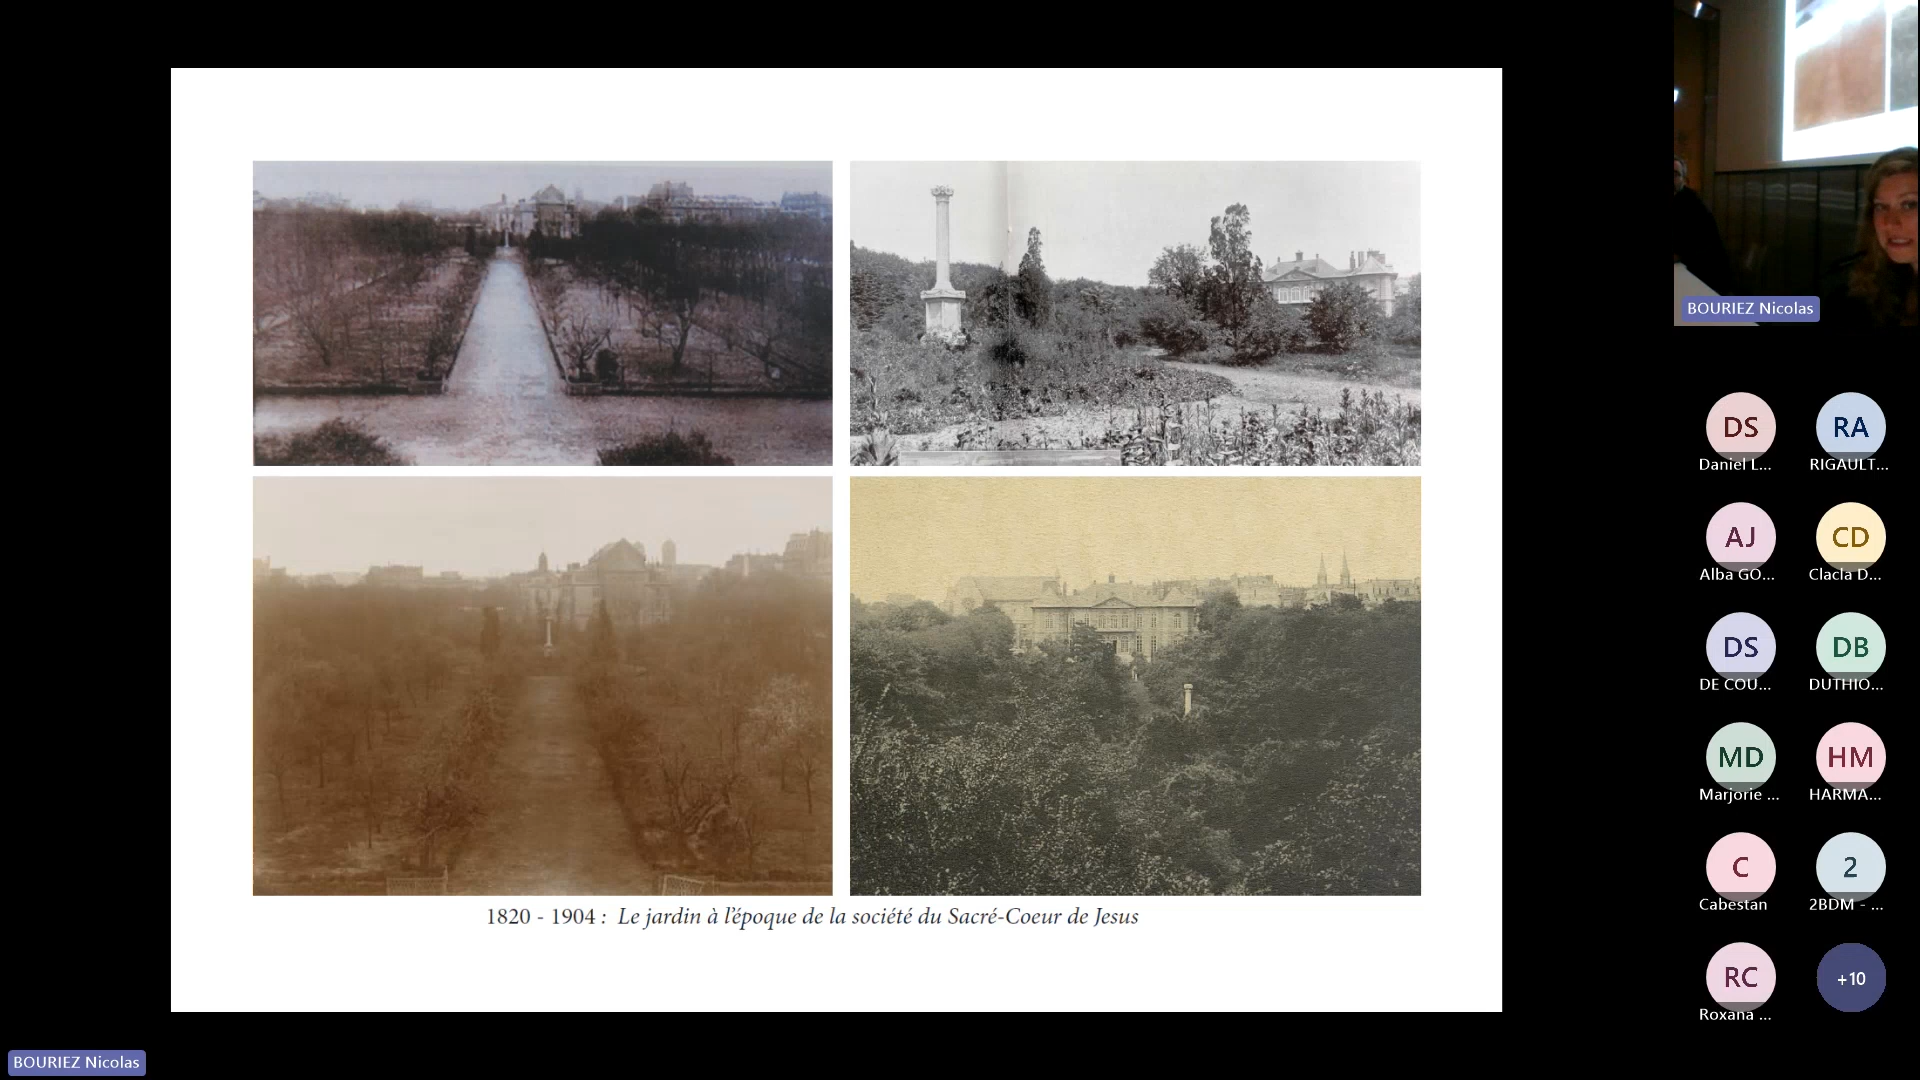 1820 - 1904 : Le jardin à l'époque de la société du Sacré-Coeur de Jesus
BOURIEZ Nicolas
DS
RA
Daniel L...
RIGAULT...
AJ
CD
Alba GO...
Clacla D...
DS
DB
DE COU...
DUTHIO...
MD
HM
Marjorie ...
HARMA...
C
2
Cabestan
2BDM - ...
RC
+10
Roxana ...
BOURIEZ Nicolas